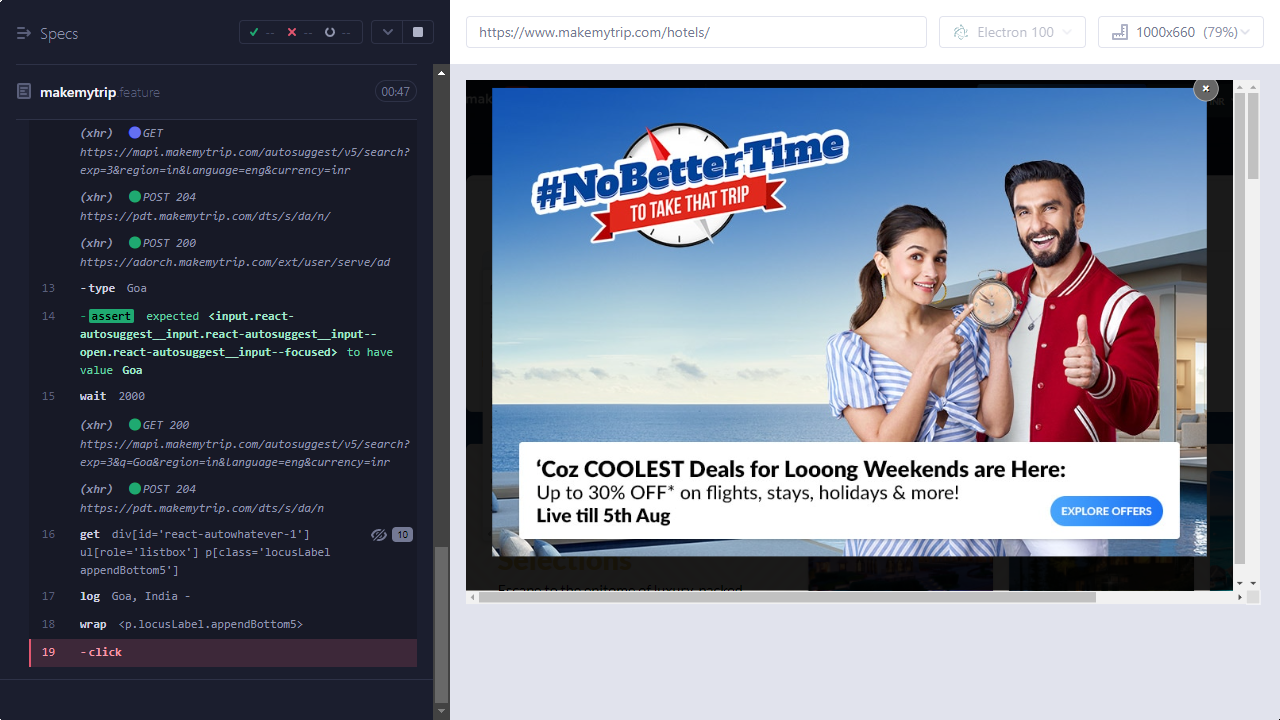 Specs
-- -- --
makemytrip.feature
00:47
(xhr) GET
https://mapi.makemytrip.com/autosuggest/v5/search?
exp=3&region=in&language=eng&currency=inr
(xhr) POST 204
https://pdt.makemytrip.com/dts/s/da/n/
(xhr) POST 200
https://adorch.makemytrip.com/ext/user/serve/ad
13 -type Goa
14 -assert expected <input.react-
autosuggest__input.react-autosuggest__input--
open.react-autosuggest__input--focused> to have
value Goa
15 wait 2000
(xhr) GET 200
https://mapi.makemytrip.com/autosuggest/v5/search?
exp=3&q=Goa&region=in&language=eng&currency=inr
(xhr) POST 204
https://pdt.makemytrip.com/dts/s/da/n
16 get div[id='react-autowhatever-1'] 10
ul[role='listbox'] p[class='locusLabel
appendBottom5']
17 log Goa, India -
18 wrap <p.locusLabel.appendBottom5>
19 -click
https://www.makemytrip.com/hotels/
Electron 100
1000x660 (79%)
#NoBetterTime
TO TAKE THAT TRIP
‘Coz COOLEST Deals for Looong Weekends are Here:
Up to 30% OFF* on flights, stays, holidays & more!
Live till 5th Aug
EXPLORE OFFERS
Selections